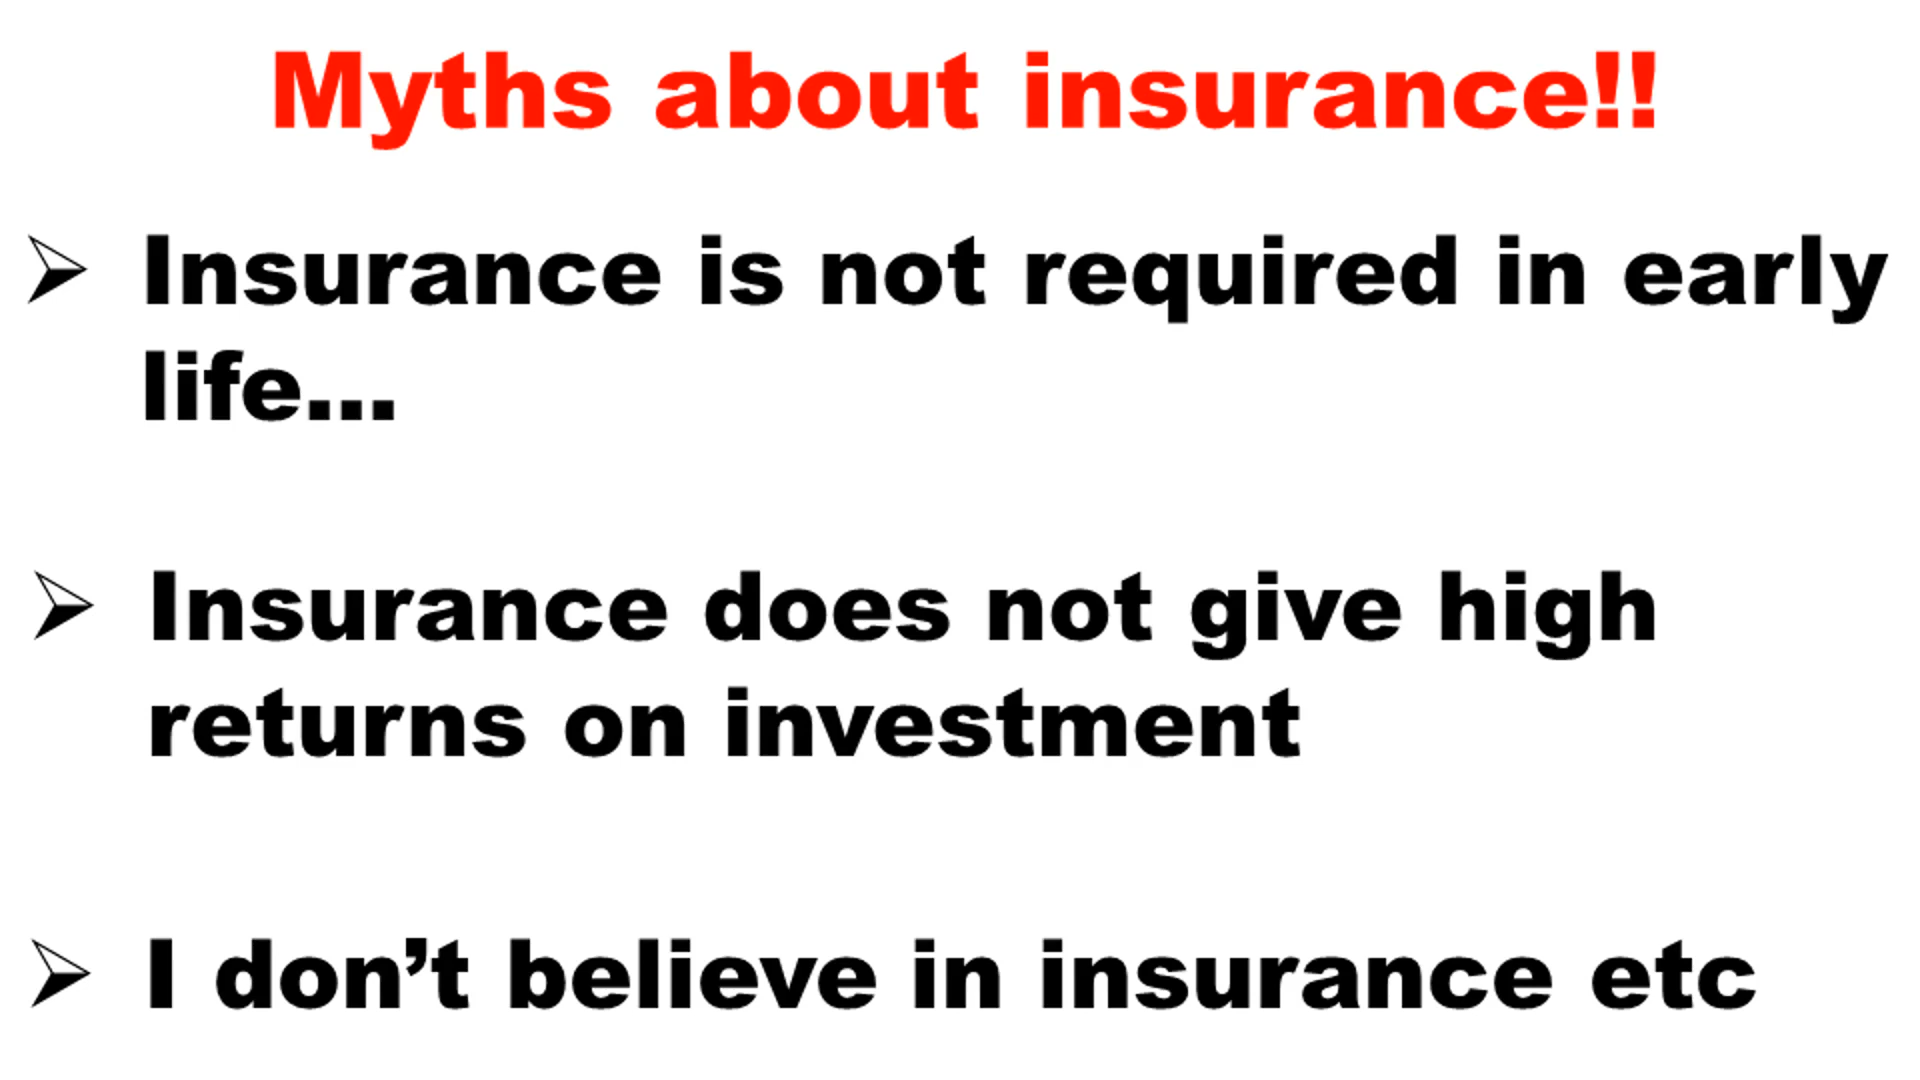 Myths about insurance!!
➢ Insurance is not required in early
life...
➢ Insurance does not give high
returns on investment
➢ I don’t believe in insurance etc